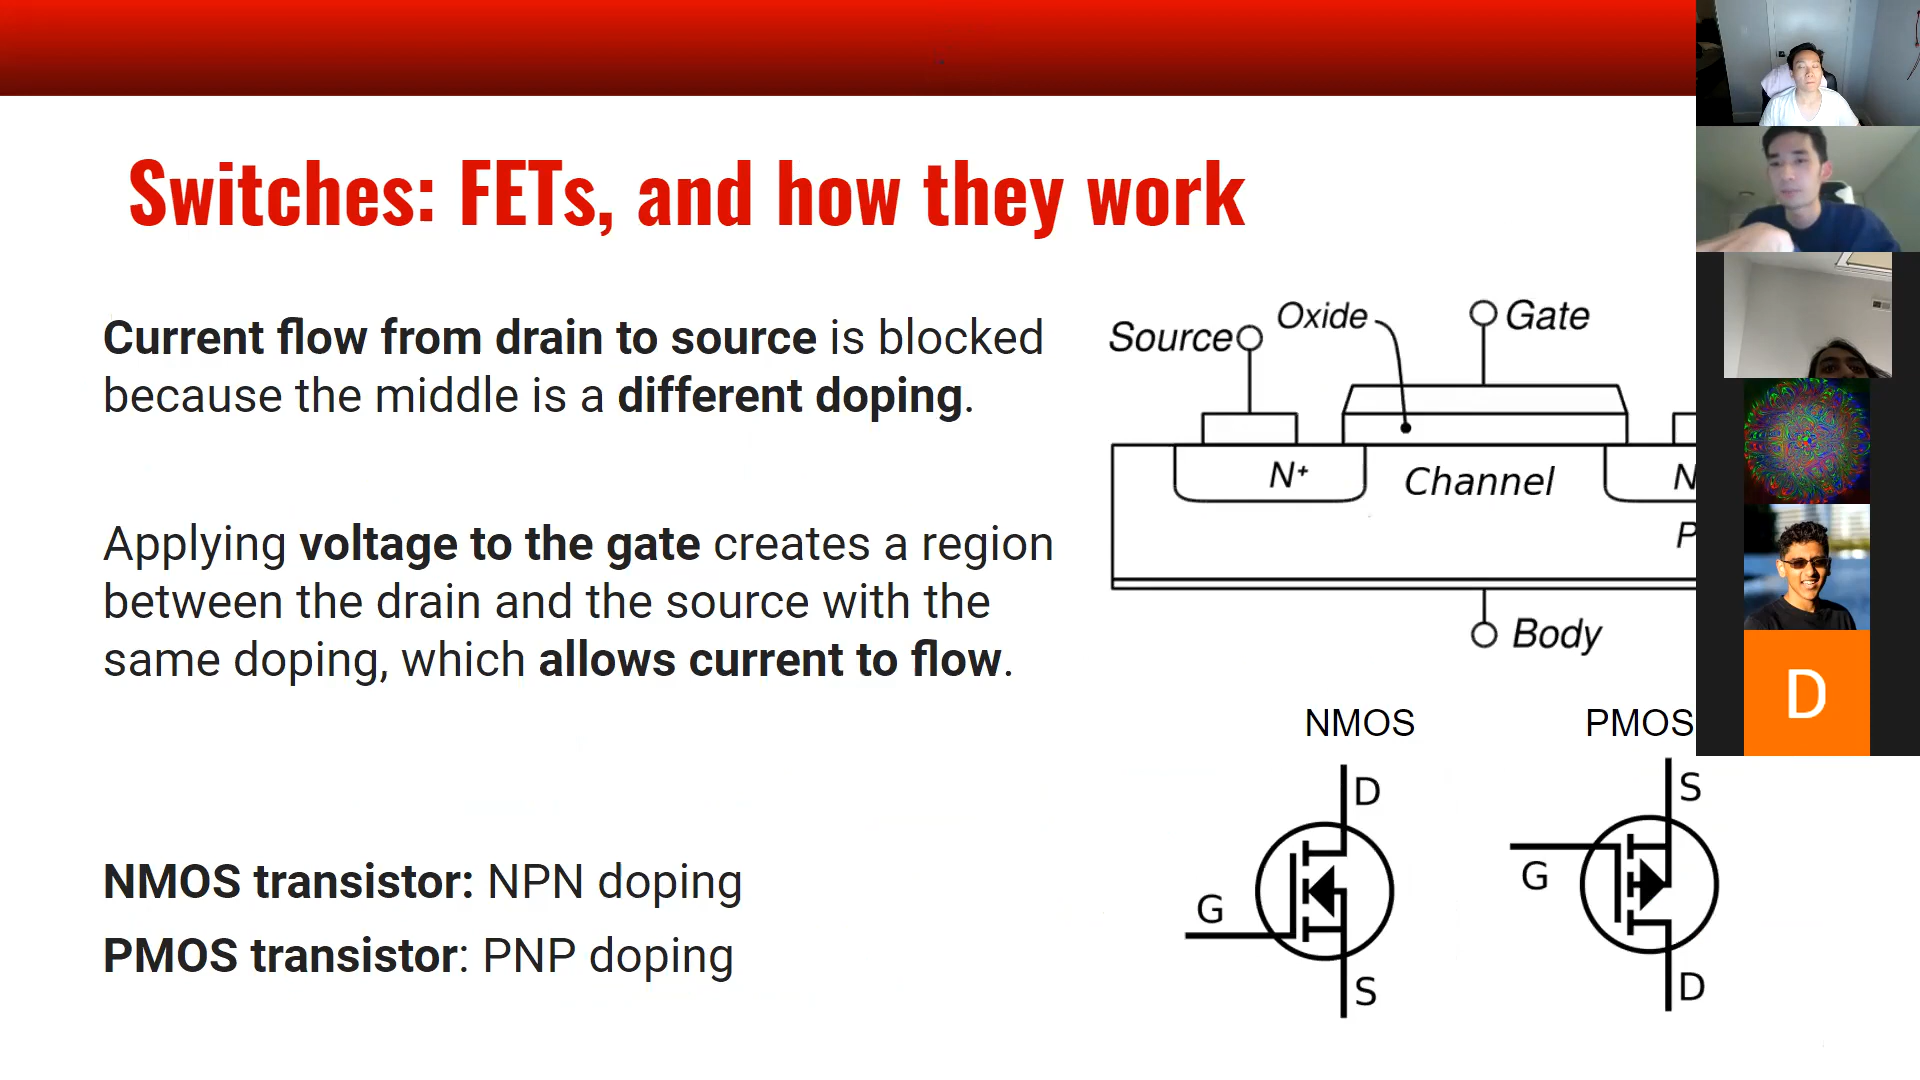 Switches: FETs, and how they work
Current flow from drain to source is blocked
because the middle is a different doping.
Applying voltage to the gate creates a region
between the drain and the source with the
same doping, which allows current to flow.
NMOS transistor: NPN doping
PMOS transistor: PNP doping
Source
Oxide
Gate
N+
Channel
N
P
Body
NMOS
PMOS
D
G
S
S
G
D
D